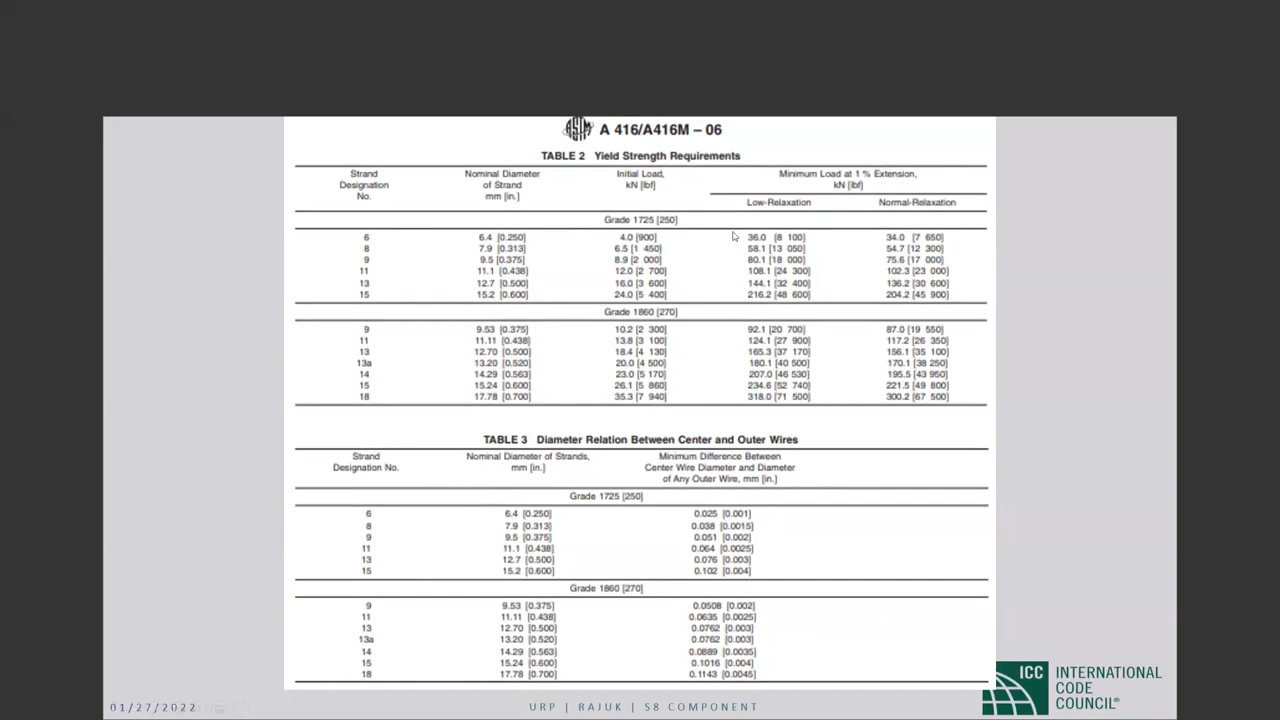 ASTM A 416/A416M – 06
TABLE 2 Yield Strength Requirements
Strand Designation No. Nominal Diameter of Strand mm [in.] Initial Load, kN [lbf] Minimum Load at 1 % Extension, kN [lbf]
Low-Relaxation Normal-Relaxation
Grade 1725 [250]
6 6.4 [0.250] 4.0 [900] 36.0 [8 100] 34.0 [7 650]
8 7.9 [0.313] 6.5 [1 450] 58.1 [13 050] 54.7 [12 300]
9 9.5 [0.375] 8.9 [2 000] 80.1 [18 000] 75.6 [17 000]
11 11.1 [0.438] 12.0 [2 700] 108.1 [24 300] 102.3 [23 000]
13 12.7 [0.500] 16.0 [3 600] 144.1 [32 400] 136.2 [30 600]
15 15.2 [0.600] 24.0 [5 400] 216.2 [48 600] 204.2 [45 900]
Grade 1860 [270]
9 9.53 [0.375] 10.2 [2 300] 92.1 [20 700] 87.0 [19 550]
11 11.11 [0.438] 13.8 [3 100] 124.1 [27 900] 117.2 [26 350]
13 12.70 [0.500] 18.4 [4 130] 165.3 [37 170] 156.1 [35 100]
13a 13.20 [0.520] 20.0 [4 500] 180.1 [40 500] 170.1 [38 250]
14 14.29 [0.563] 23.0 [5 170] 207.0 [46 530] 195.5 [43 950]
15 15.24 [0.600] 26.1 [5 860] 234.6 [52 740] 221.5 [49 800]
18 17.78 [0.700] 35.3 [7 940] 318.0 [71 500] 300.2 [67 500]
TABLE 3 Diameter Relation Between Center and Outer Wires
Strand Designation No. Nominal Diameter of Strands, mm [in.] Minimum Difference Between Center Wire Diameter and Diameter of Any Outer Wire, mm [in.]
Grade 1725 [250]
6 6.4 [0.250] 0.025 [0.001]
8 7.9 [0.313] 0.038 [0.0015]
9 9.5 [0.375] 0.051 [0.002]
11 11.1 [0.438] 0.064 [0.0025]
13 12.7 [0.500] 0.076 [0.003]
15 15.2 [0.600] 0.102 [0.004]
Grade 1860 [270]
9 9.53 [0.375] 0.0508 [0.002]
11 11.11 [0.438] 0.0635 [0.0025]
13 12.70 [0.500] 0.0762 [0.003]
13a 13.20 [0.520] 0.0762 [0.003]
14 14.29 [0.563] 0.0889 [0.0035]
15 15.24 [0.600] 0.1016 [0.004]
18 17.78 [0.700] 0.1143 [0.0045]
ICC INTERNATIONAL
CODE
COUNCIL®
01/27/2022 URP | RAJUK | S8 COMPONENT